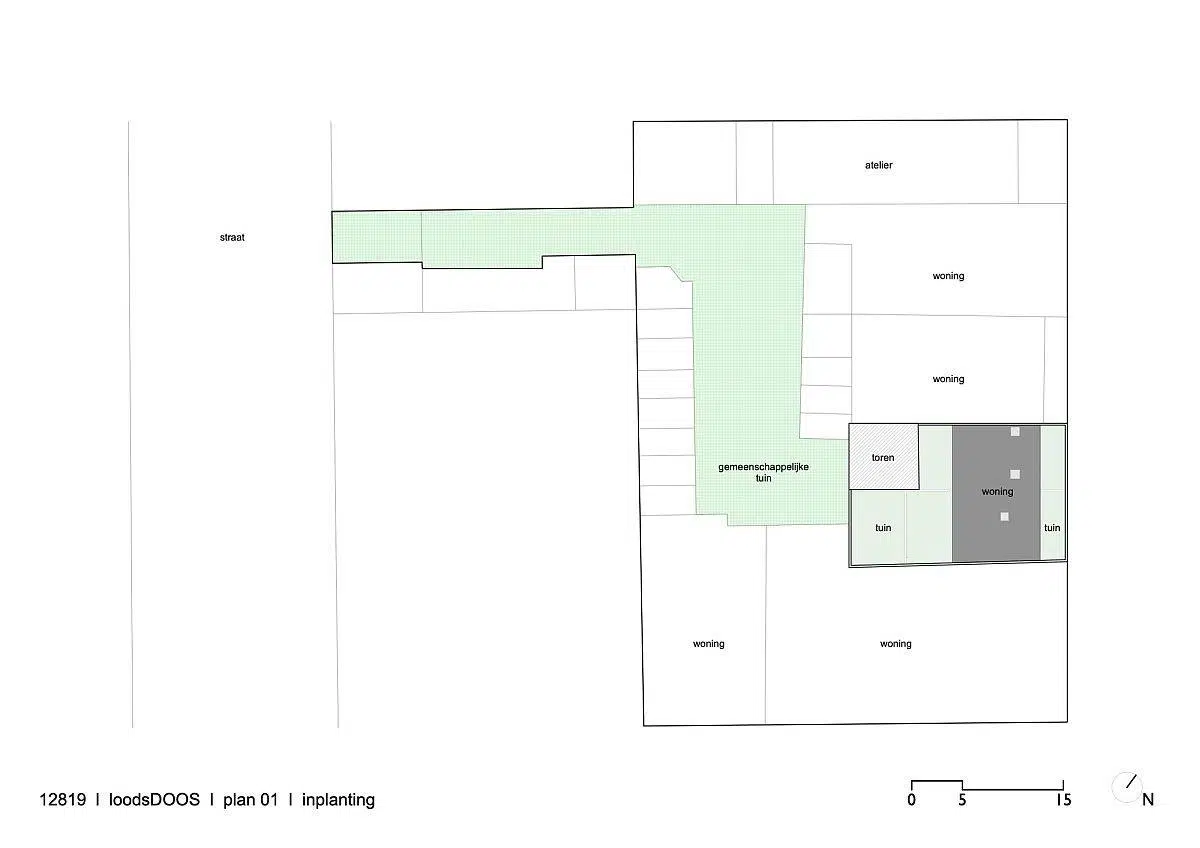 atelier
straat
woning
woning
toren
gemeenschappelijke
tuin
woning
tuin
tuin
woning
woning
12819 I loodsDOOS I plan 01 I inplanting
0 5 15
N